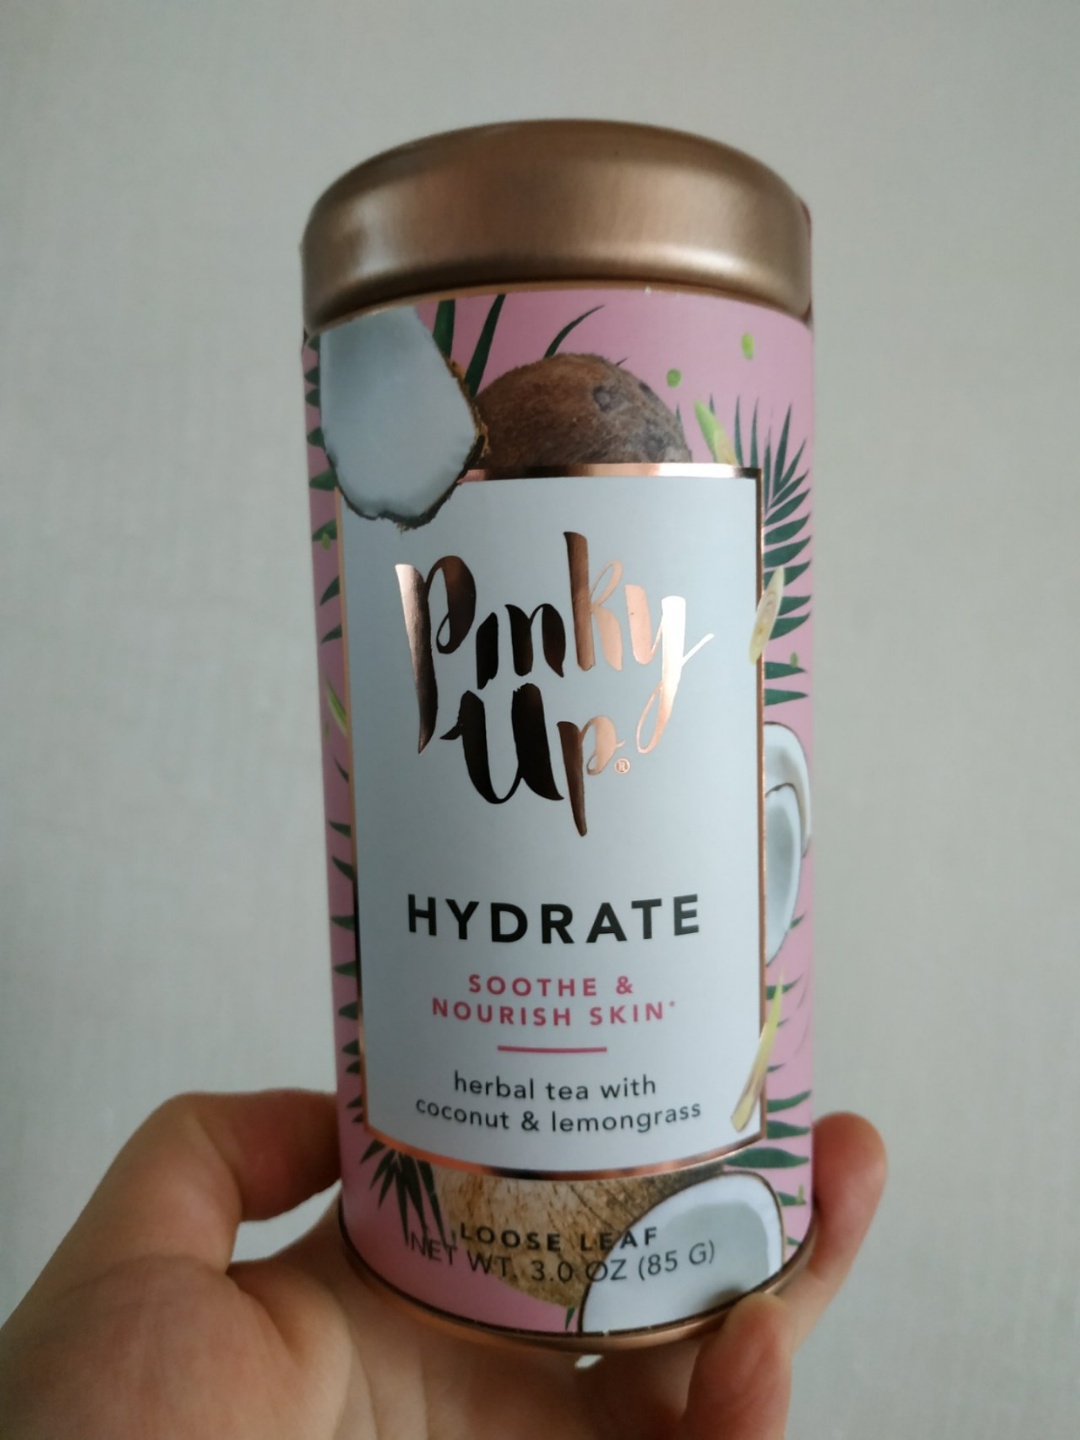 Pinky
Up®
HYDRATE
SOOTHE &
NOURISH SKIN*
herbal tea with
coconut & lemongrass
LOOSE LEAF
NET WT. 3.0 OZ (85 G)